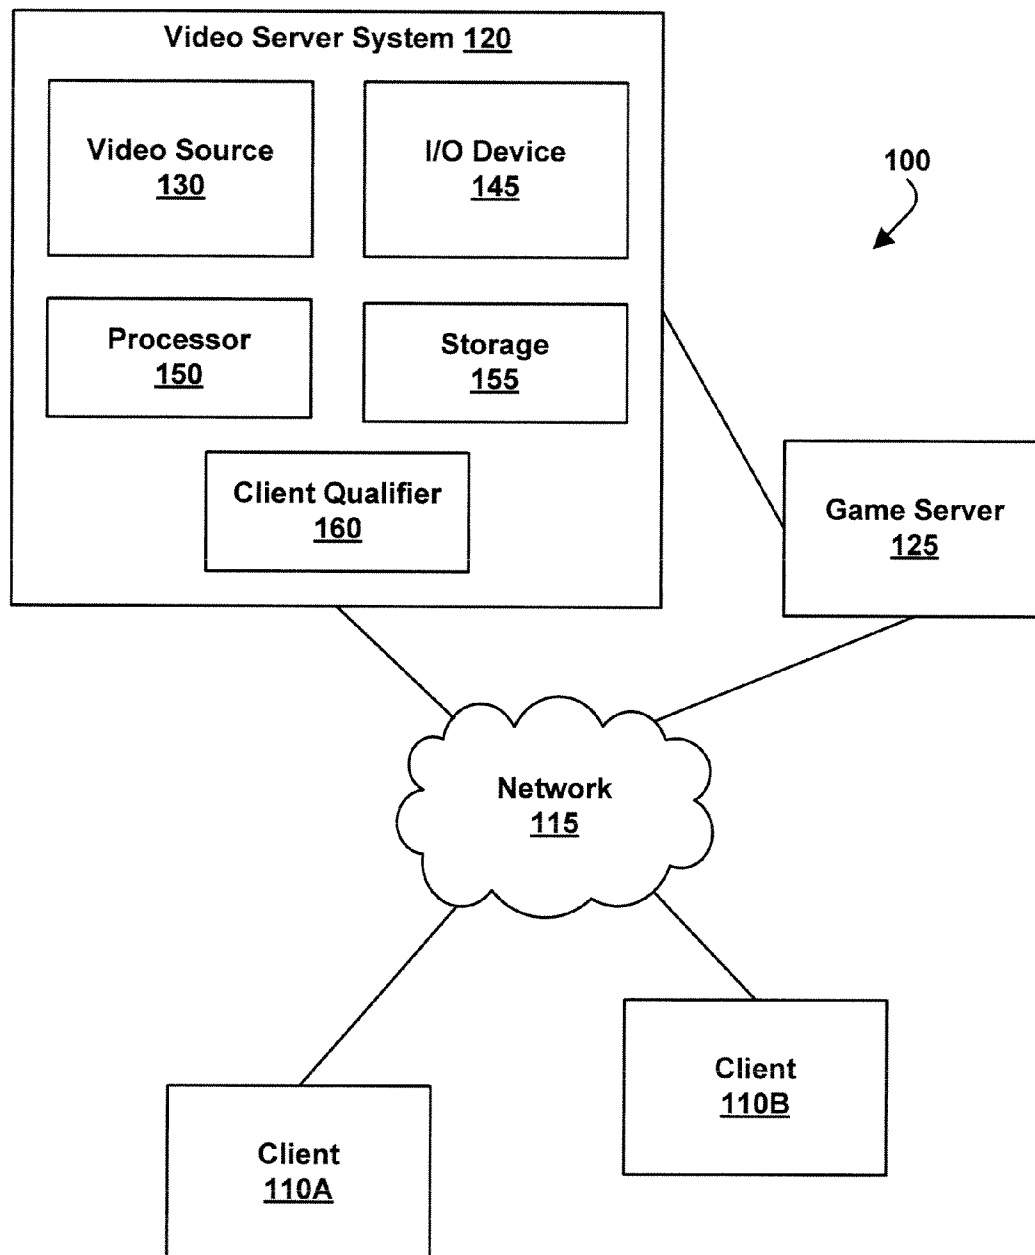 Video Server System 120
Video Source
130
I/O Device
145
100
Processor
150
Storage
155
Client Qualifier
160
Game Server
125
Network
115
Client
110B
Client
110A